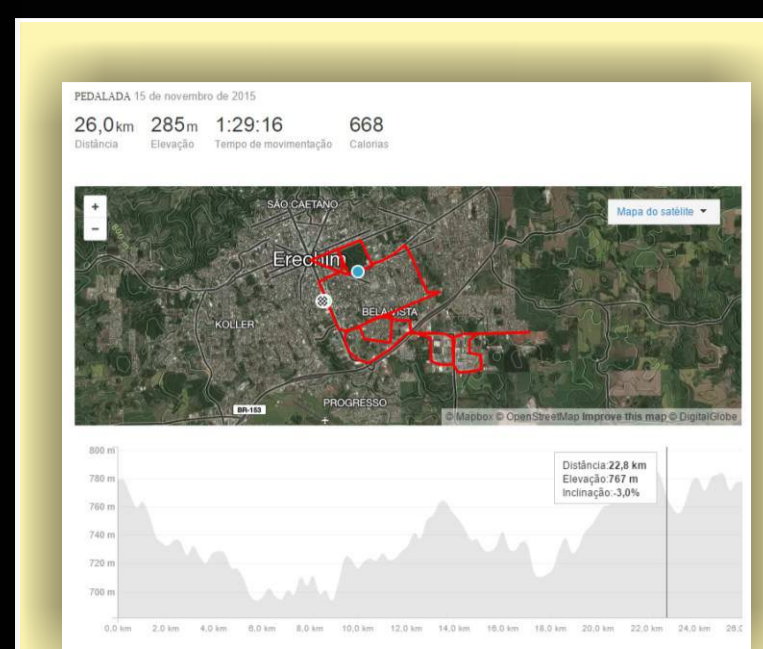 PEDALADA 15 de novembro de 2015
26,0 km 285 m 1:29:16 668
Distância Elevação Tempo de movimentação Calorias
+
−
Mapa do satélite
SÃO CAETANO
Erechim
BELA VISTA
KOLLER
PROGRESSO
BR-153
© Mapbox © OpenStreetMap Improve this map © DigitalGlobe
800 m
780 m
760 m
740 m
720 m
700 m
Distância:22,8 km
Elevação:767 m
Inclinação:-3,0%
0,0 km 2,0 km 4,0 km 6,0 km 8,0 km 10,0 km 12,0 km 14,0 km 16,0 km 18,0 km 20,0 km 22,0 km 24,0 km